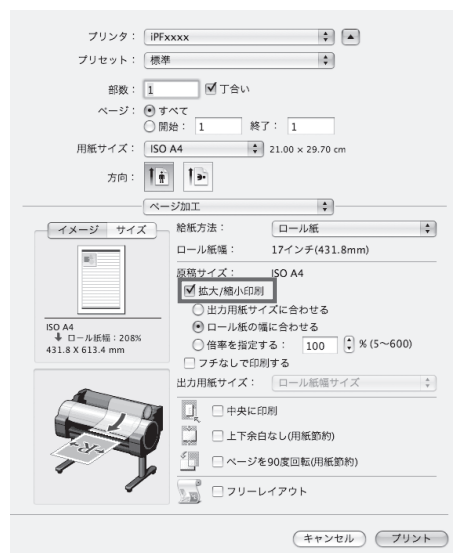 プリンタ： iPFxxxx
プリセット： 標準
部数： 1 丁合い
ページ： すべて
開始： 1 終了： 1
用紙サイズ： ISO A4 21.00 x 29.70 cm
方向：
ページ加工
イメージ サイズ
ISO A4
ロール紙幅：208%
431.8 X 613.4 mm
給紙方法： ロール紙
ロール紙幅： 17インチ(431.8mm)
原稿サイズ： ISO A4
拡大/縮小印刷
出力用紙サイズに合わせる
ロール紙の幅に合わせる
倍率を指定する： 100 % (5〜600)
フチなしで印刷する
出力用紙サイズ： ロール紙幅サイズ
中央に印刷
上下余白なし(用紙節約)
ページを90度回転(用紙節約)
フリーレイアウト
キャンセル プリント